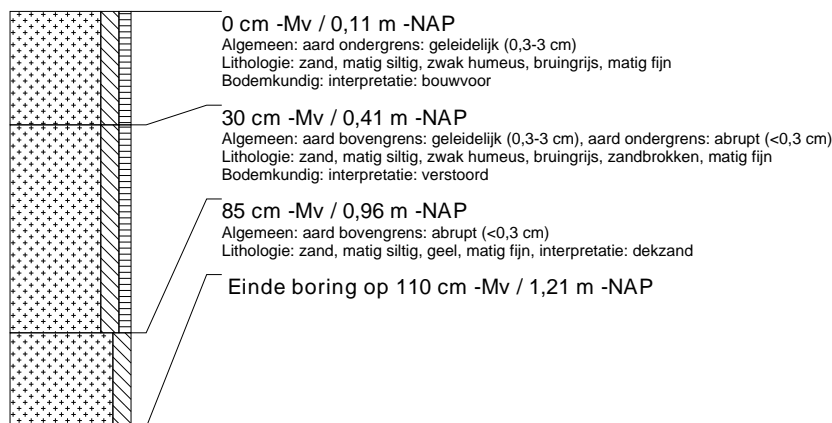 0 cm -Mv / 0,11 m -NAP
Algemeen: aard ondergrens: geleidelijk (0,3-3 cm)
Lithologie: zand, matig siltig, zwak humeus, bruingrijs, matig fijn
Bodemkundig: interpretatie: bouwvoor
30 cm -Mv / 0,41 m -NAP
Algemeen: aard bovengrens: geleidelijk (0,3-3 cm), aard ondergrens: abrupt (<0,3 cm)
Lithologie: zand, matig siltig, zwak humeus, bruingrijs, zandbrokken, matig fijn
Bodemkundig: interpretatie: verstoord
85 cm -Mv / 0,96 m -NAP
Algemeen: aard bovengrens: abrupt (<0,3 cm)
Lithologie: zand, matig siltig, geel, matig fijn, interpretatie: dekzand
Einde boring op 110 cm -Mv / 1,21 m -NAP